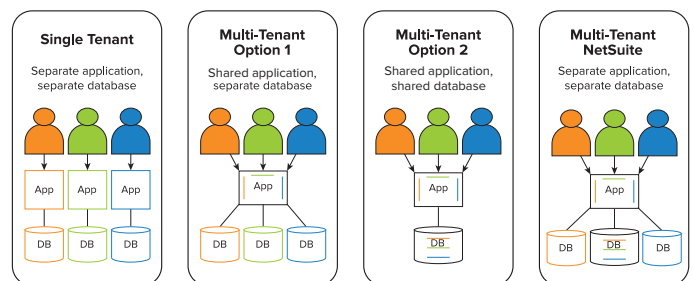 Single Tenant
Separate application,
separate database
App
App
App
DB
DB
DB
Multi-Tenant
Option 1
Shared application,
separate database
App
DB
DB
DB
Multi-Tenant
Option 2
Shared application,
shared database
App
DB
Multi-Tenant
NetSuite
Separate application,
separate database
App
DB
DB
DB